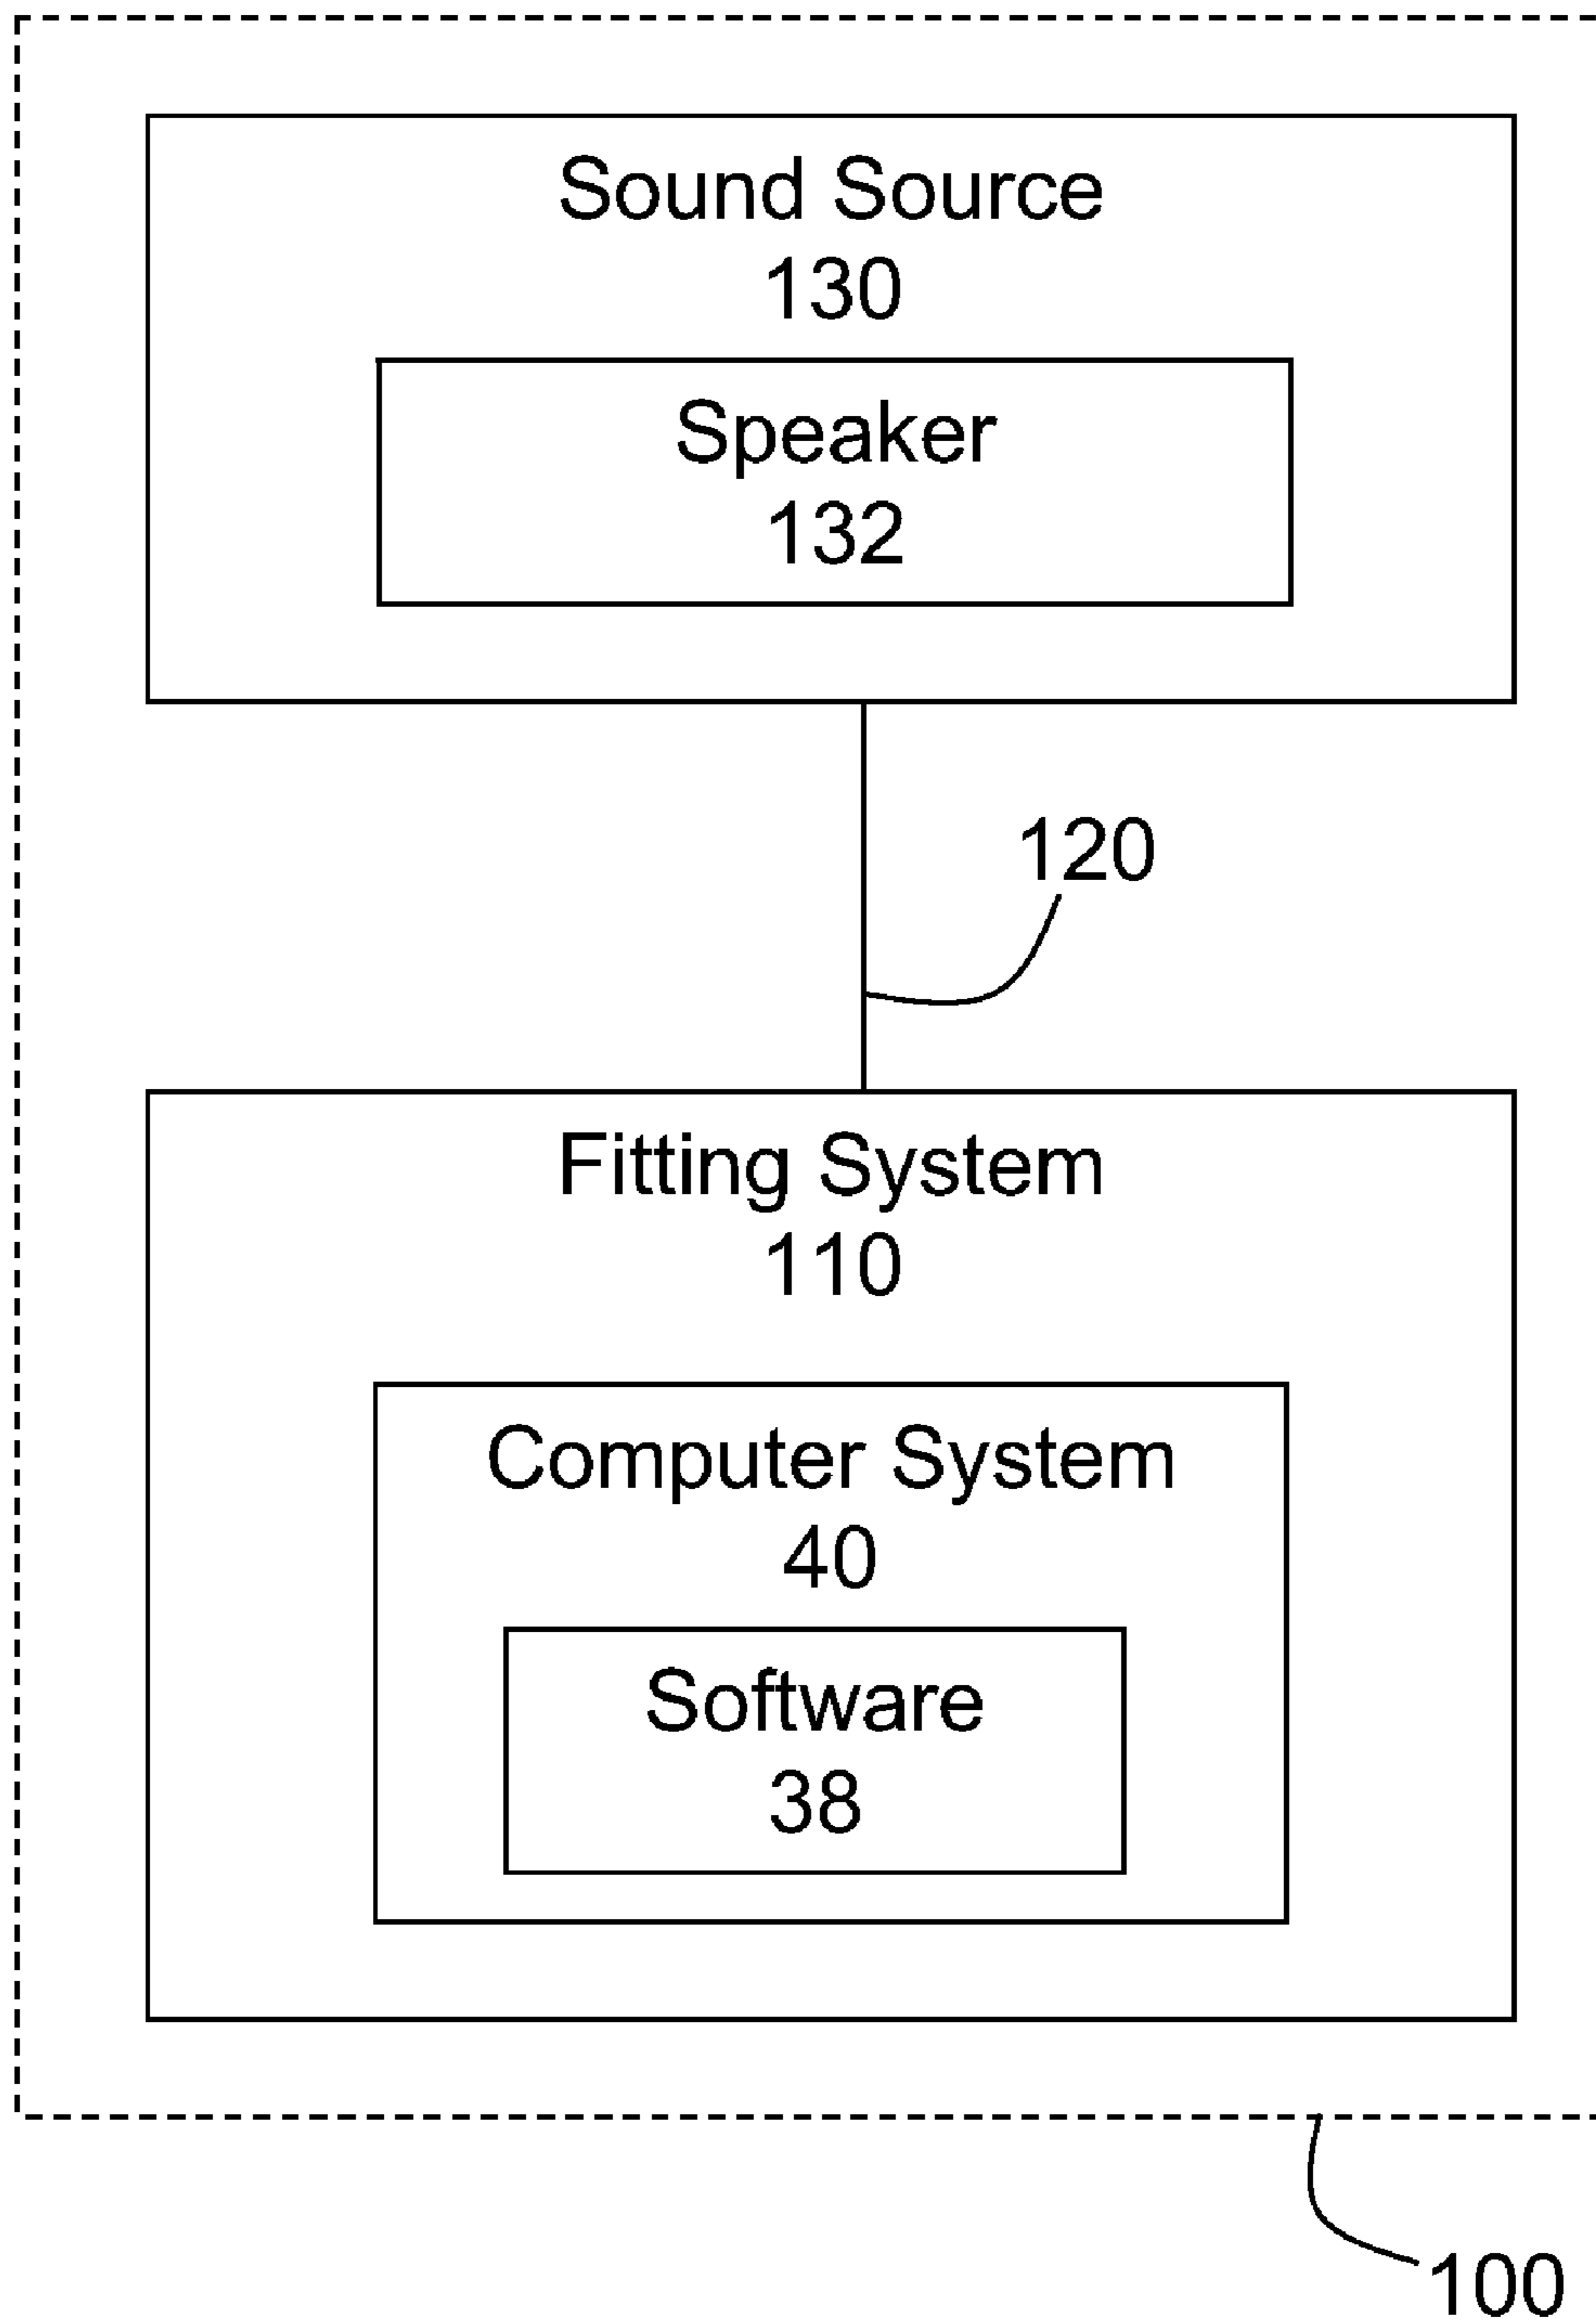 Sound Source
130
Speaker
132
120
Fitting System
110
Computer System
40
Software
38
100